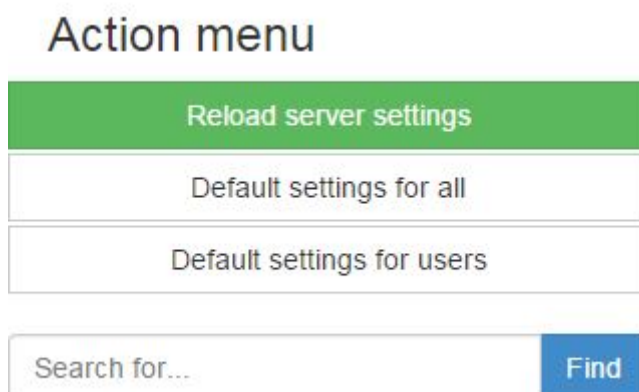 Action menu
Reload server settings
Default settings for all
Default settings for users
Search for... Find